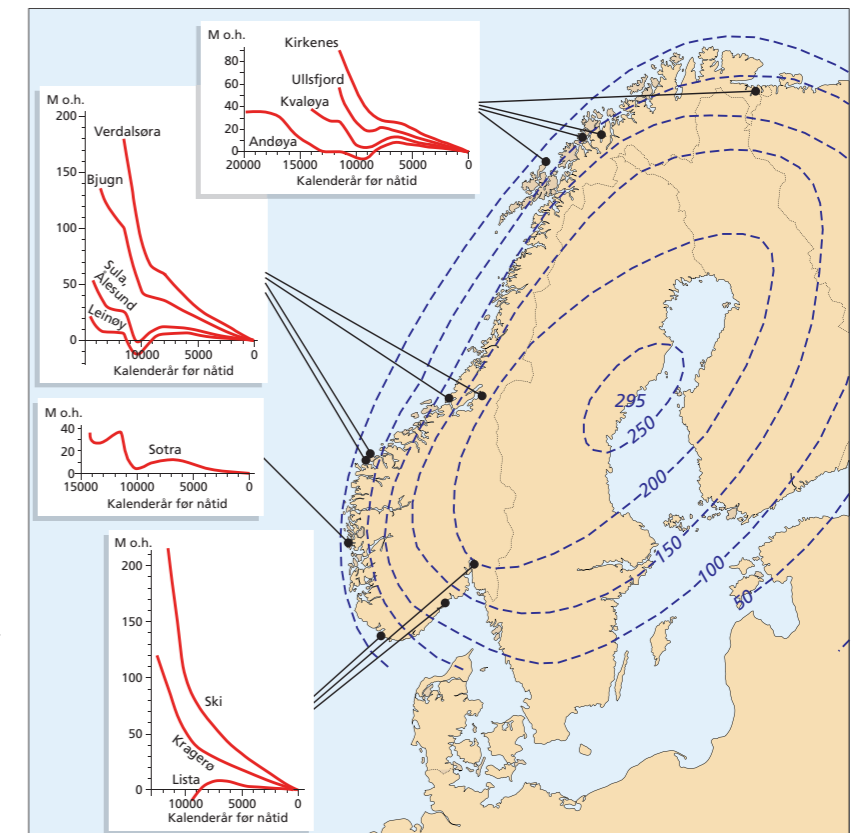 M o.h.
80
60
40
20
0
Kirkenes
Ullsfjord
Kvaløya
Andøya
20000 15000 10000 5000 0
Kalenderår før nåtid
M o.h.
200
150
100
50
0
Verdalsøra
Bjugn
Sula,
Ålesund
Leinøy
10000 5000 0
Kalenderår før nåtid
M o.h.
40
20
0
Sotra
15000 10000 5000 0
Kalenderår før nåtid
M o.h.
200
150
100
50
0
Ski
Kragerø
Lista
10000 5000 0
Kalenderår før nåtid
295
250
200
150
100
50